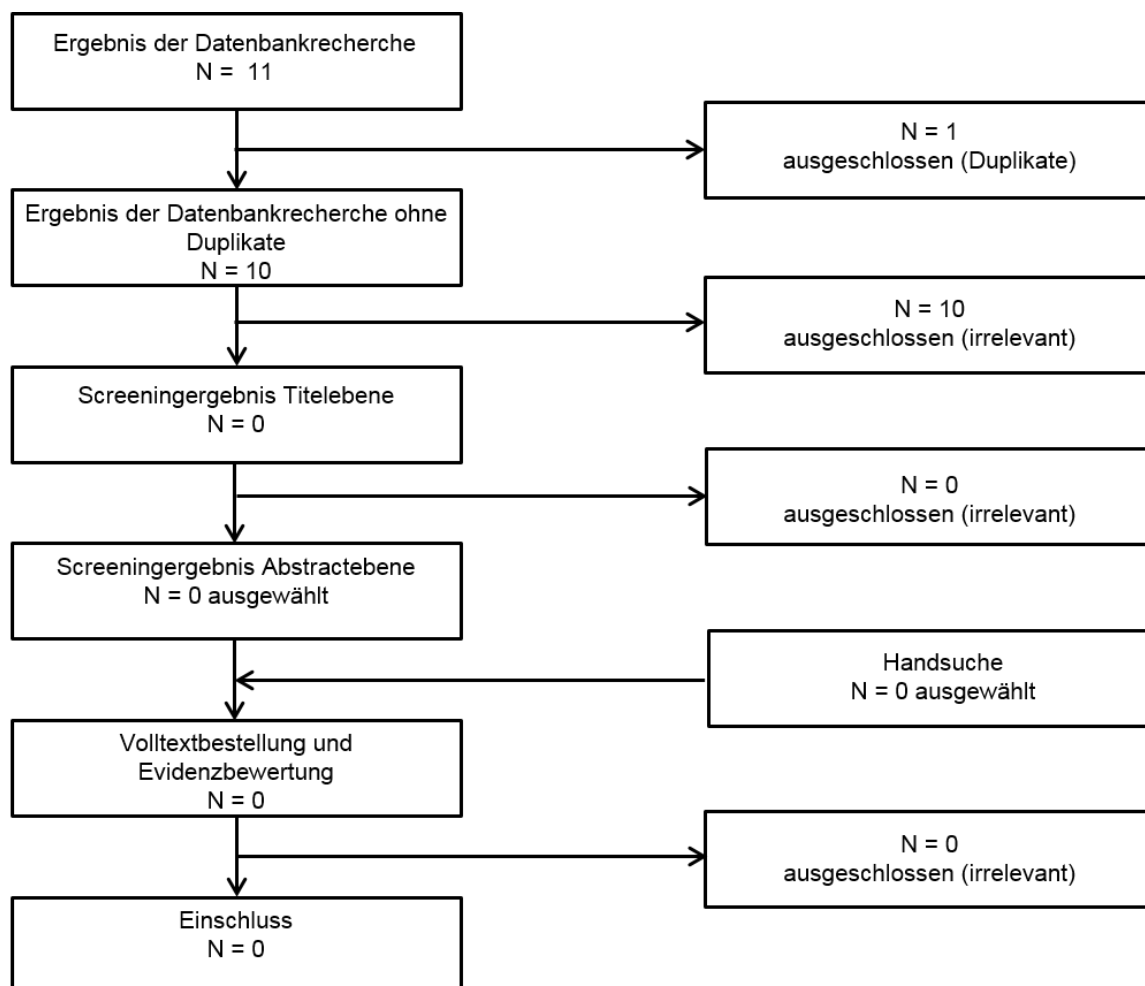 Ergebnis der Datenbankrecherche
N = 11
N = 1
ausgeschlossen (Duplikate)
Ergebnis der Datenbankrecherche ohne
Duplikate
N = 10
N = 10
ausgeschlossen (irrelevant)
Screeningergebnis Titelebene
N = 0
N = 0
ausgeschlossen (irrelevant)
Screeningergebnis Abstractebene
N = 0 ausgewählt
Handsuche
N = 0 ausgewählt
Volltextbestellung und
Evidenzbewertung
N = 0
N = 0
ausgeschlossen (irrelevant)
Einschluss
N = 0